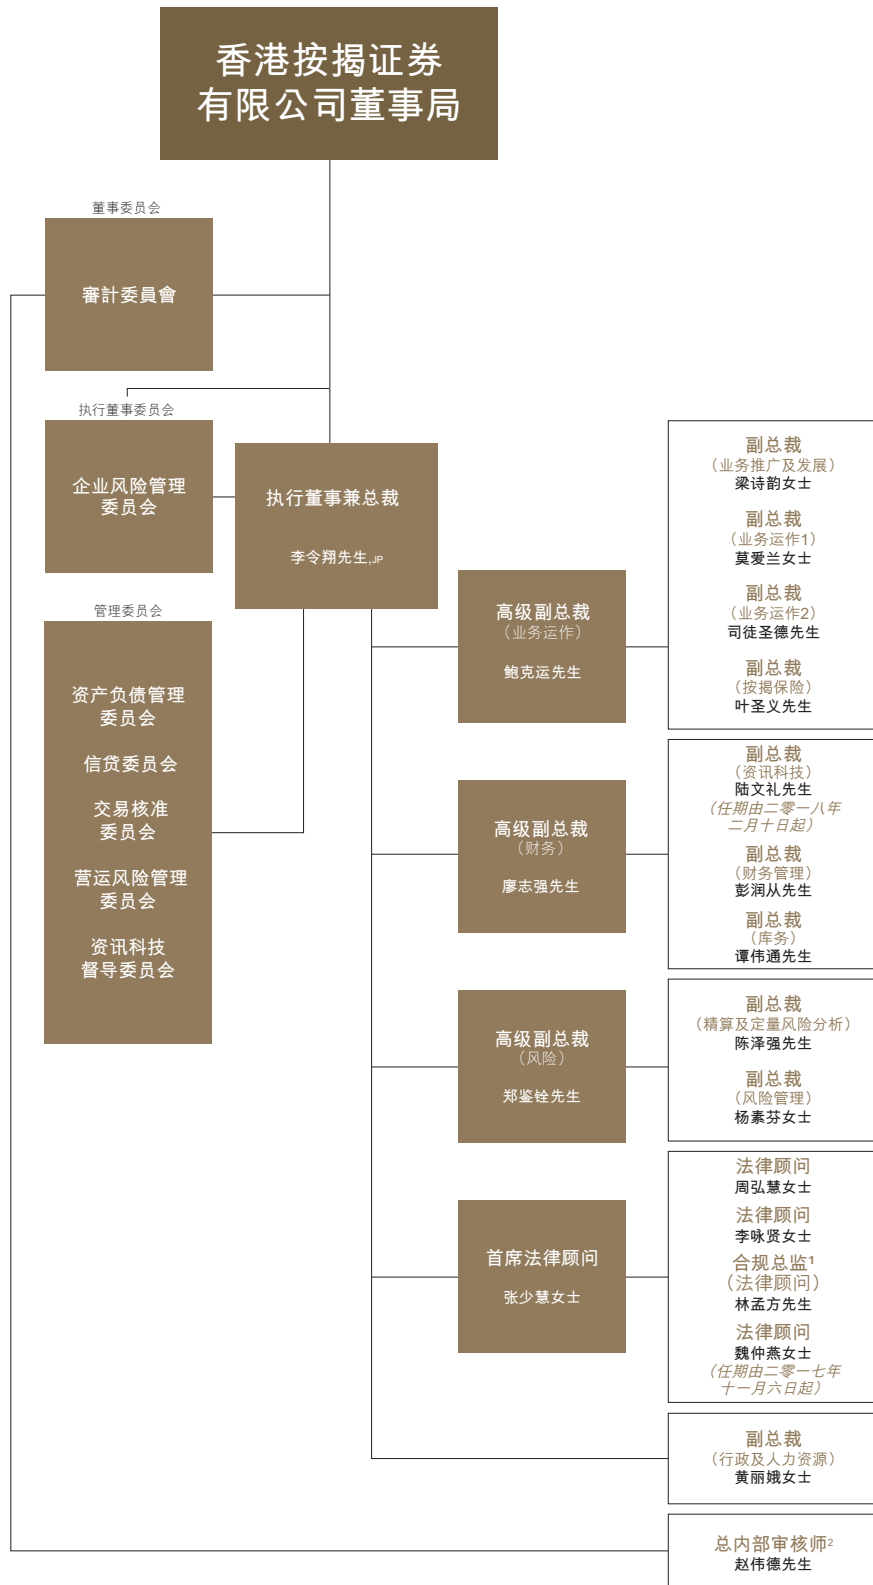 香港按揭证券
有限公司董事局
董事委员会
審計委員會
执行董事委员会
企业风险管理
委员会
执行董事兼总裁
李令翔先生,JP
管理委员会
资产负债管理
委员会
信贷委员会
交易核准
委员会
营运风险管理
委员会
资讯科技
督导委员会
高级副总裁
（业务运作）
鲍克运先生
副总裁
（业务推广及发展）
梁诗韵女士
副总裁
（业务运作1）
莫爱兰女士
副总裁
（业务运作2）
司徒圣德先生
副总裁
（按揭保险）
叶圣义先生
高级副总裁
（财务）
廖志强先生
副总裁
（资讯科技）
陆文礼先生
（任期由二零一八年
二月十日起）
副总裁
（财务管理）
彭润从先生
副总裁
（库务）
谭伟通先生
高级副总裁
（风险）
郑鉴铨先生
副总裁
（精算及定量风险分析）
陈泽强先生
副总裁
（风险管理）
杨素芬女士
首席法律顾问
张少慧女士
法律顾问
周弘慧女士
法律顾问
李咏贤女士
合规总监¹
（法律顾问）
林孟方先生
法律顾问
魏仲燕女士
（任期由二零一七年
十一月六日起）
副总裁
（行政及人力资源）
黄丽娥女士
总内部审核师²
赵伟德先生